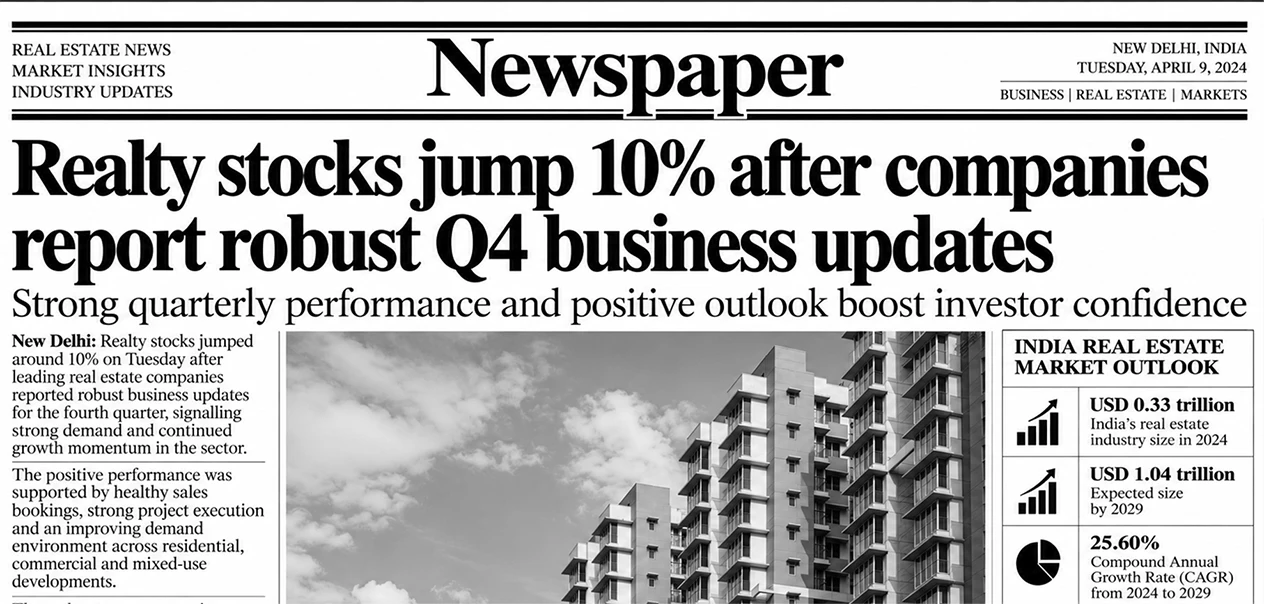 REAL ESTATE NEWS
MARKET INSIGHTS
INDUSTRY UPDATES
Newspaper
NEW DELHI, INDIA
TUESDAY, APRIL 9, 2024
BUSINESS | REAL ESTATE | MARKETS
Realty stocks jump 10% after companies
report robust Q4 business updates
Strong quarterly performance and positive outlook boost investor confidence
New Delhi: Realty stocks jumped
around 10% on Tuesday after
leading real estate companies
reported robust business updates
for the fourth quarter, signalling
strong demand and continued
growth momentum in the sector.
The positive performance was
supported by healthy sales
bookings, strong project execution
and an improving demand
environment across residential,
commercial and mixed-use
developments.
INDIA REAL ESTATE
MARKET OUTLOOK
USD 0.33 trillion
India's real estate
industry size in 2024
USD 1.04 trillion
Expected size
by 2029
25.60%
Compound Annual
Growth Rate (CAGR)
from 2024 to 2029